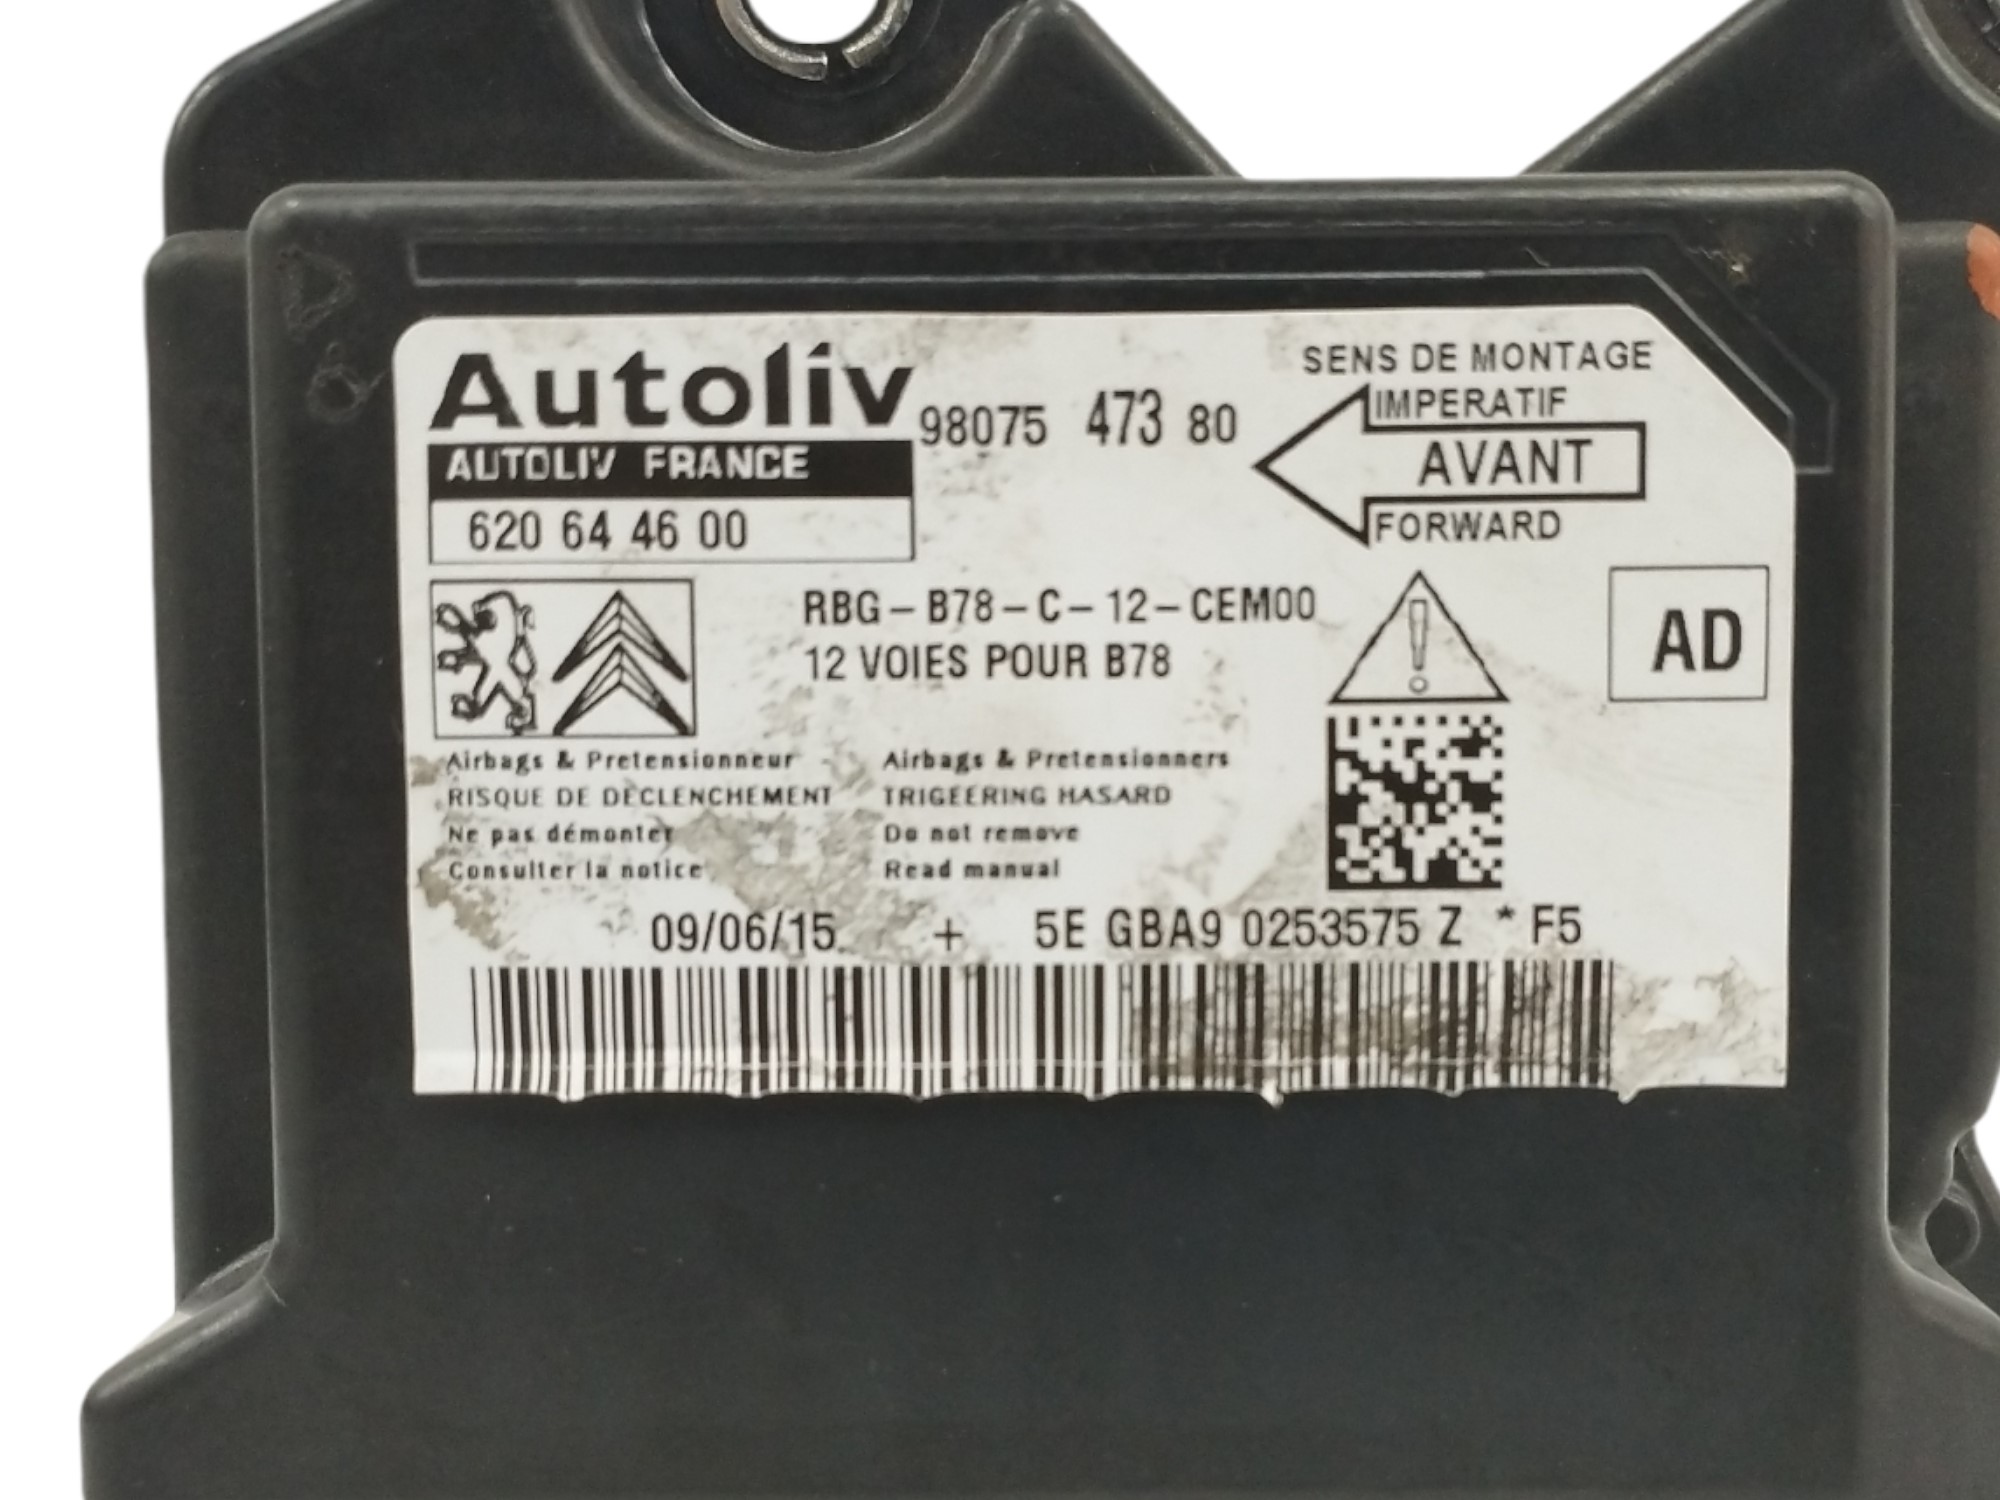 Autoliv
AUTOLIV FRANCE
620 64 46 00
98075 473 80
SENS DE MONTAGE
IMPERATIF
AVANT
FORWARD
RBG-B78-C-12-CEM00
12 VOIES POUR B78
AD
Airbags & Pretensionneur
RISQUE DE DECLENCHEMENT
Ne pas démonter
Consulter la notice
Airbags & Pretensionners
TRIGEERING HASARD
Do not remove
Read manual
09/06/15 + 5E GBA9 0253575 Z * F5